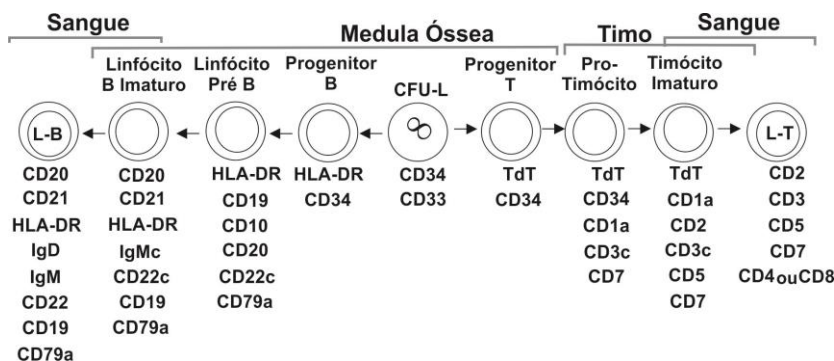 Sangue
Medula Óssea
Timo
Sangue
Linfócito
B Imaturo
Linfócito
Pré B
Progenitor
B
CFU-L
Progenitor
T
Pro-
Timócito
Timócito
Imaturo
L-B
L-T
CD20
CD21
HLA-DR
IgD
IgM
CD22
CD19
CD79a
CD20
CD21
HLA-DR
IgMc
CD22c
CD19
CD79a
HLA-DR
CD19
CD10
CD20
CD22c
CD79a
HLA-DR
CD34
CD34
CD33
TdT
CD34
TdT
CD34
CD1a
CD3c
CD7
TdT
CD1a
CD2
CD3c
CD5
CD7
CD2
CD3
CD5
CD7
CD4ouCD8